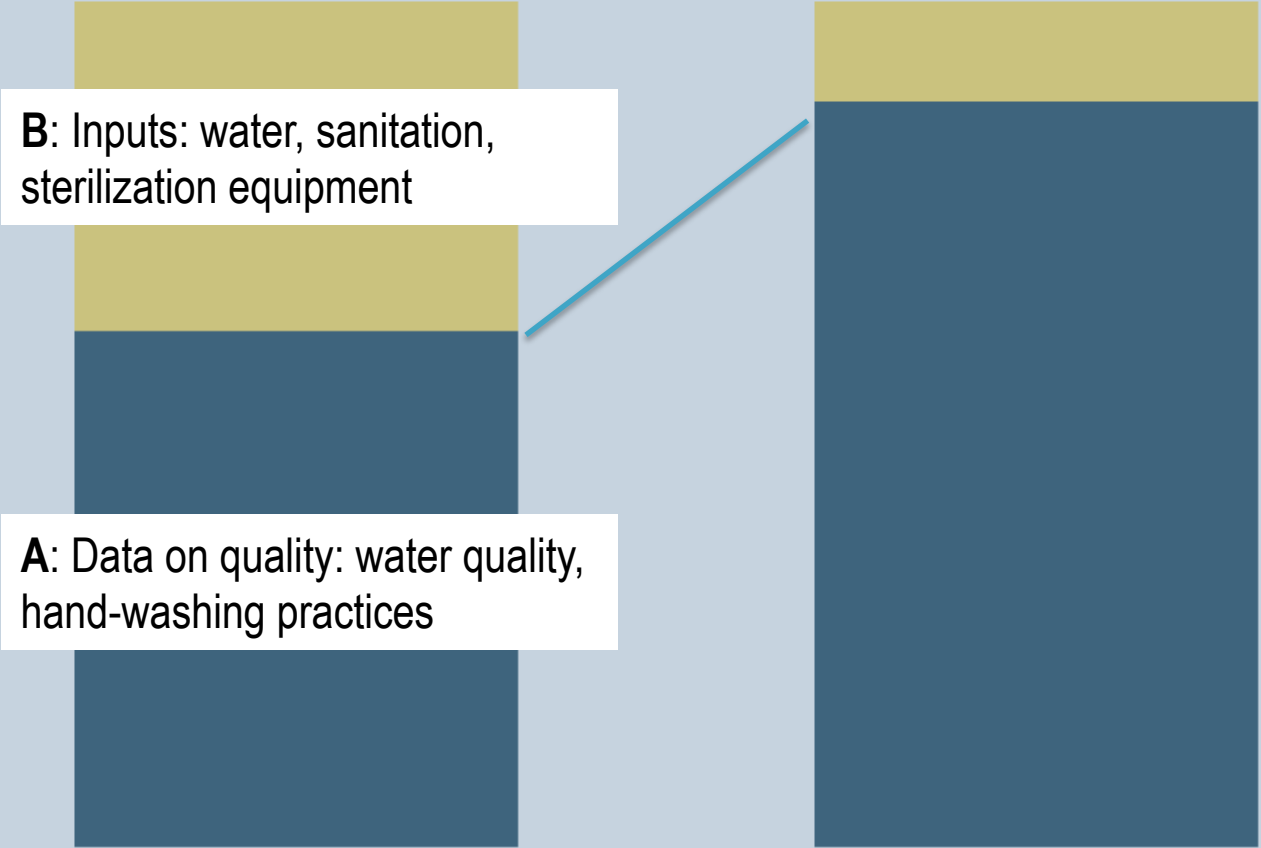 B: Inputs: water, sanitation,
sterilization equipment
A: Data on quality: water quality,
hand-washing practices